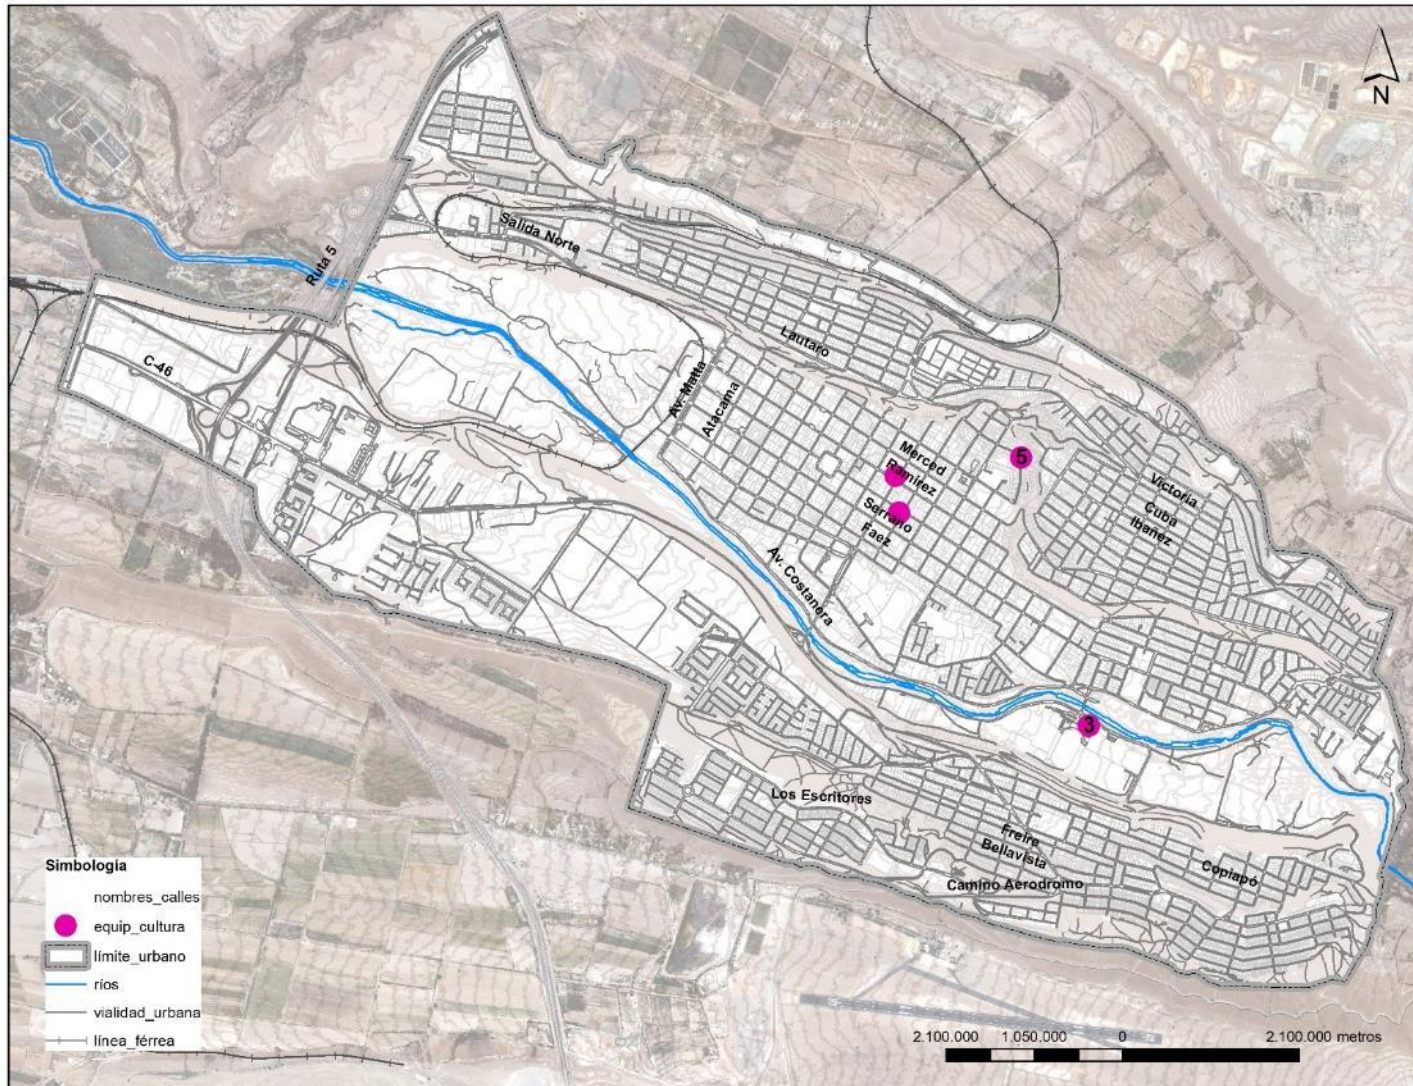 N
Salida Norte
Ruta 5
Lautaro
C-46
Av. Matta
Atacama
Merced
Ramirez
5
Victoria
Cuba
Ibañez
Serrano
Faez
Av. Costanera
3
Los Escritores
Freire
Bellavista
Copiapó
Camino Aerodromo
Simbología
nombres_calles
equip_cultura
límite_urbano
ríos
vialidad_urbana
línea_férrea
2.100.000 1.050.000 0 2.100.000 metros